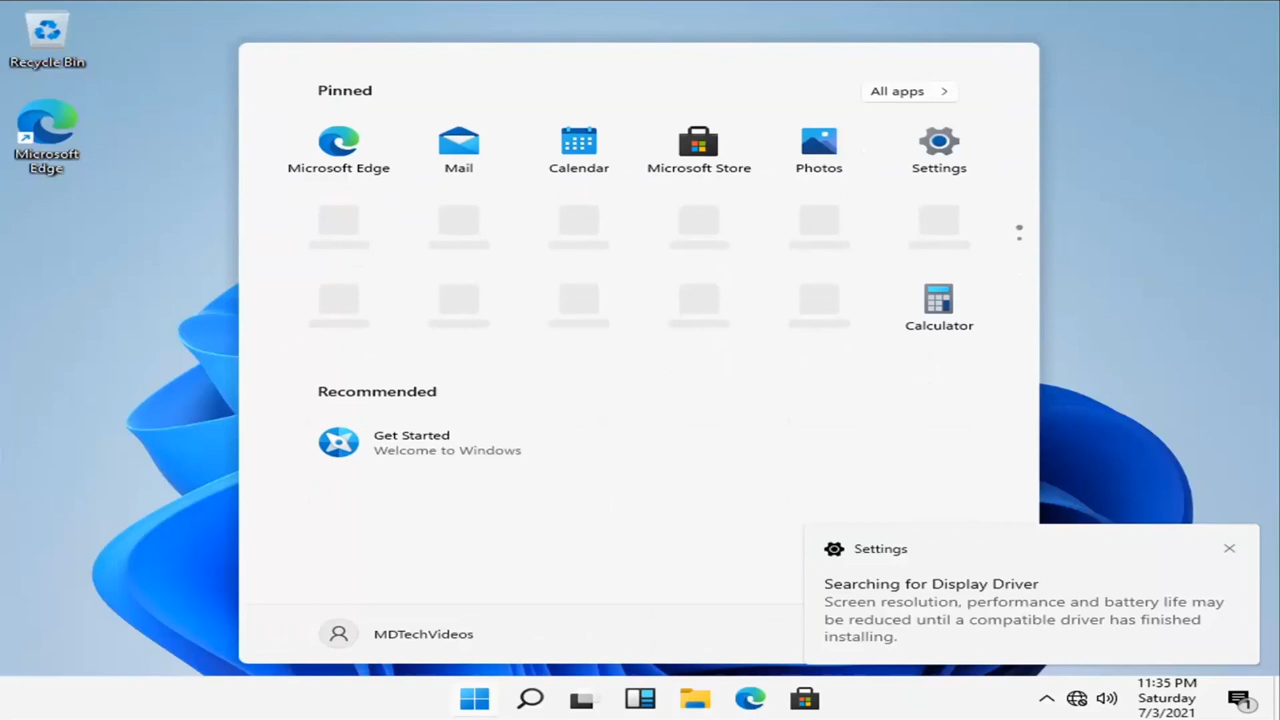 Recycle Bin
Microsoft
Edge
Pinned
All apps
Microsoft Edge
Mail
Calendar
Microsoft Store
Photos
Settings
Calculator
Recommended
Get Started
Welcome to Windows
MDTechVideos
Settings
Searching for Display Driver
Screen resolution, performance and battery life may
be reduced until a compatible driver has finished
installing.
11:35 PM
Saturday
7/3/2021
1